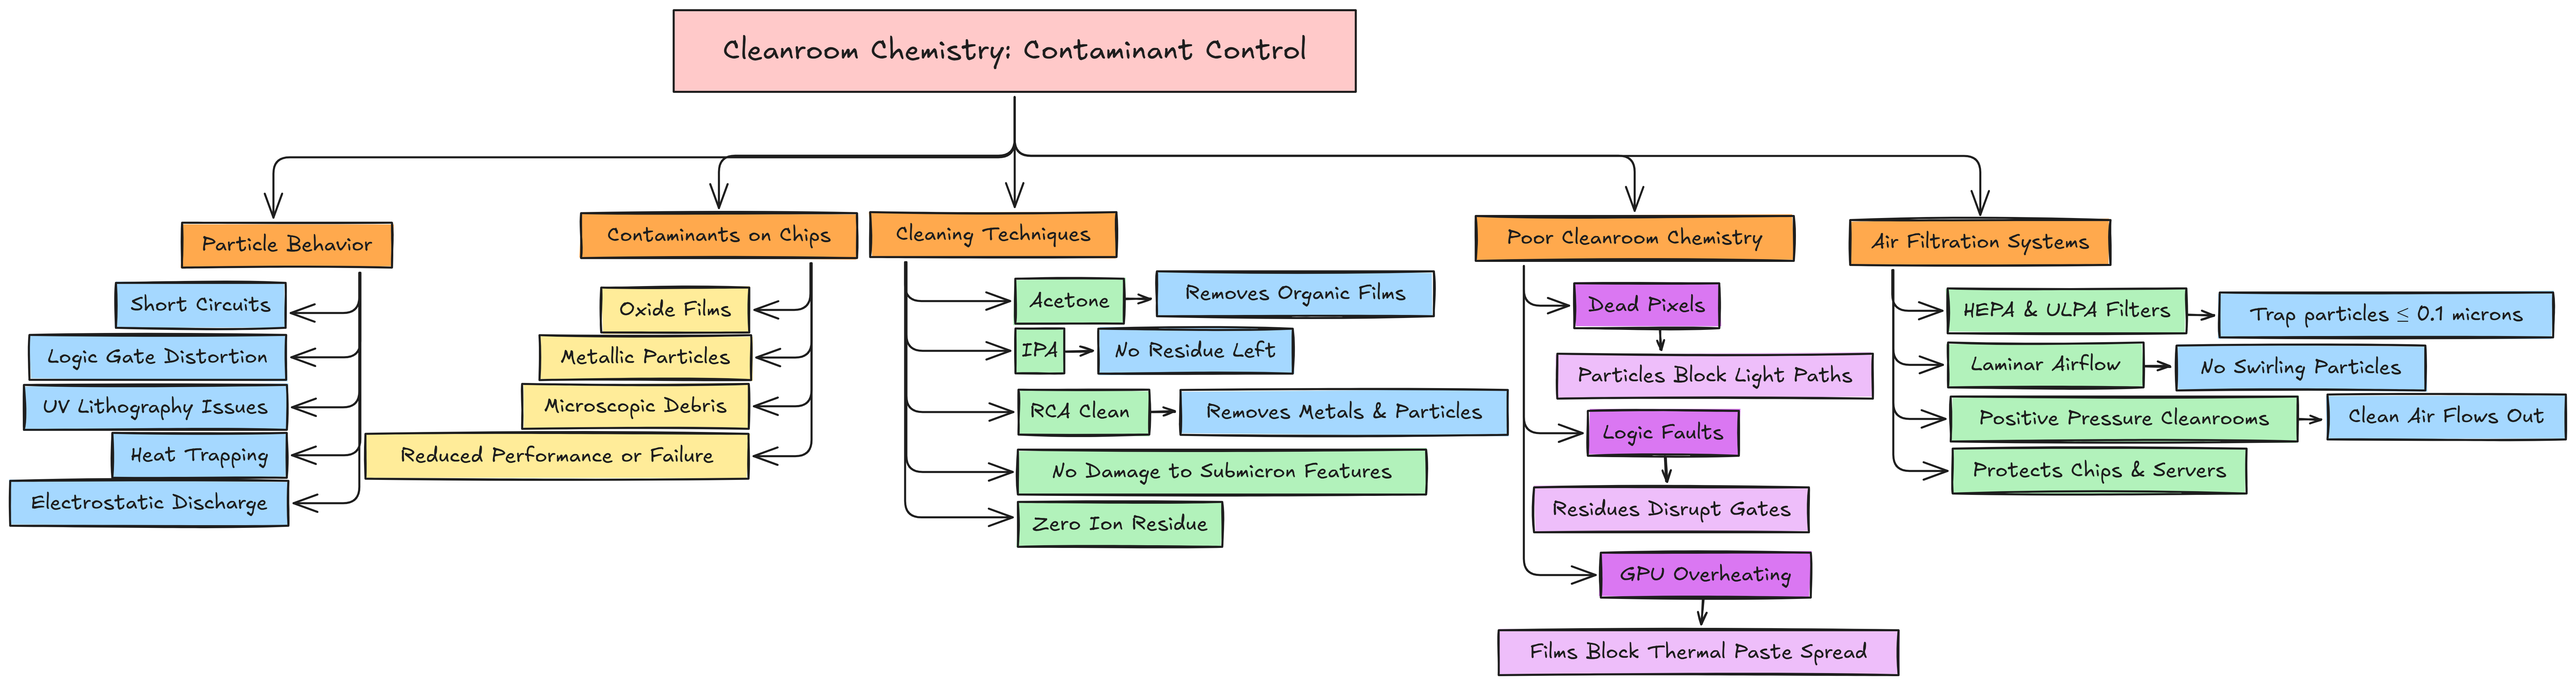 Cleanroom Chemistry: Contaminant Control
Particle Behavior
Short Circuits
Logic Gate Distortion
UV Lithography Issues
Heat Trapping
Electrostatic Discharge
Contaminants on Chips
Oxide Films
Metallic Particles
Microscopic Debris
Reduced Performance or Failure
Cleaning Techniques
Acetone
Removes Organic Films
IPA
No Residue Left
RCA Clean
Removes Metals & Particles
No Damage to Submicron Features
Zero Ion Residue
Poor Cleanroom Chemistry
Dead Pixels
Particles Block Light Paths
Logic Faults
Residues Disrupt Gates
GPU Overheating
Films Block Thermal Paste Spread
Air Filtration Systems
HEPA & ULPA Filters
Trap particles ≤ 0.1 microns
Laminar Airflow
No Swirling Particles
Positive Pressure Cleanrooms
Clean Air Flows Out
Protects Chips & Servers